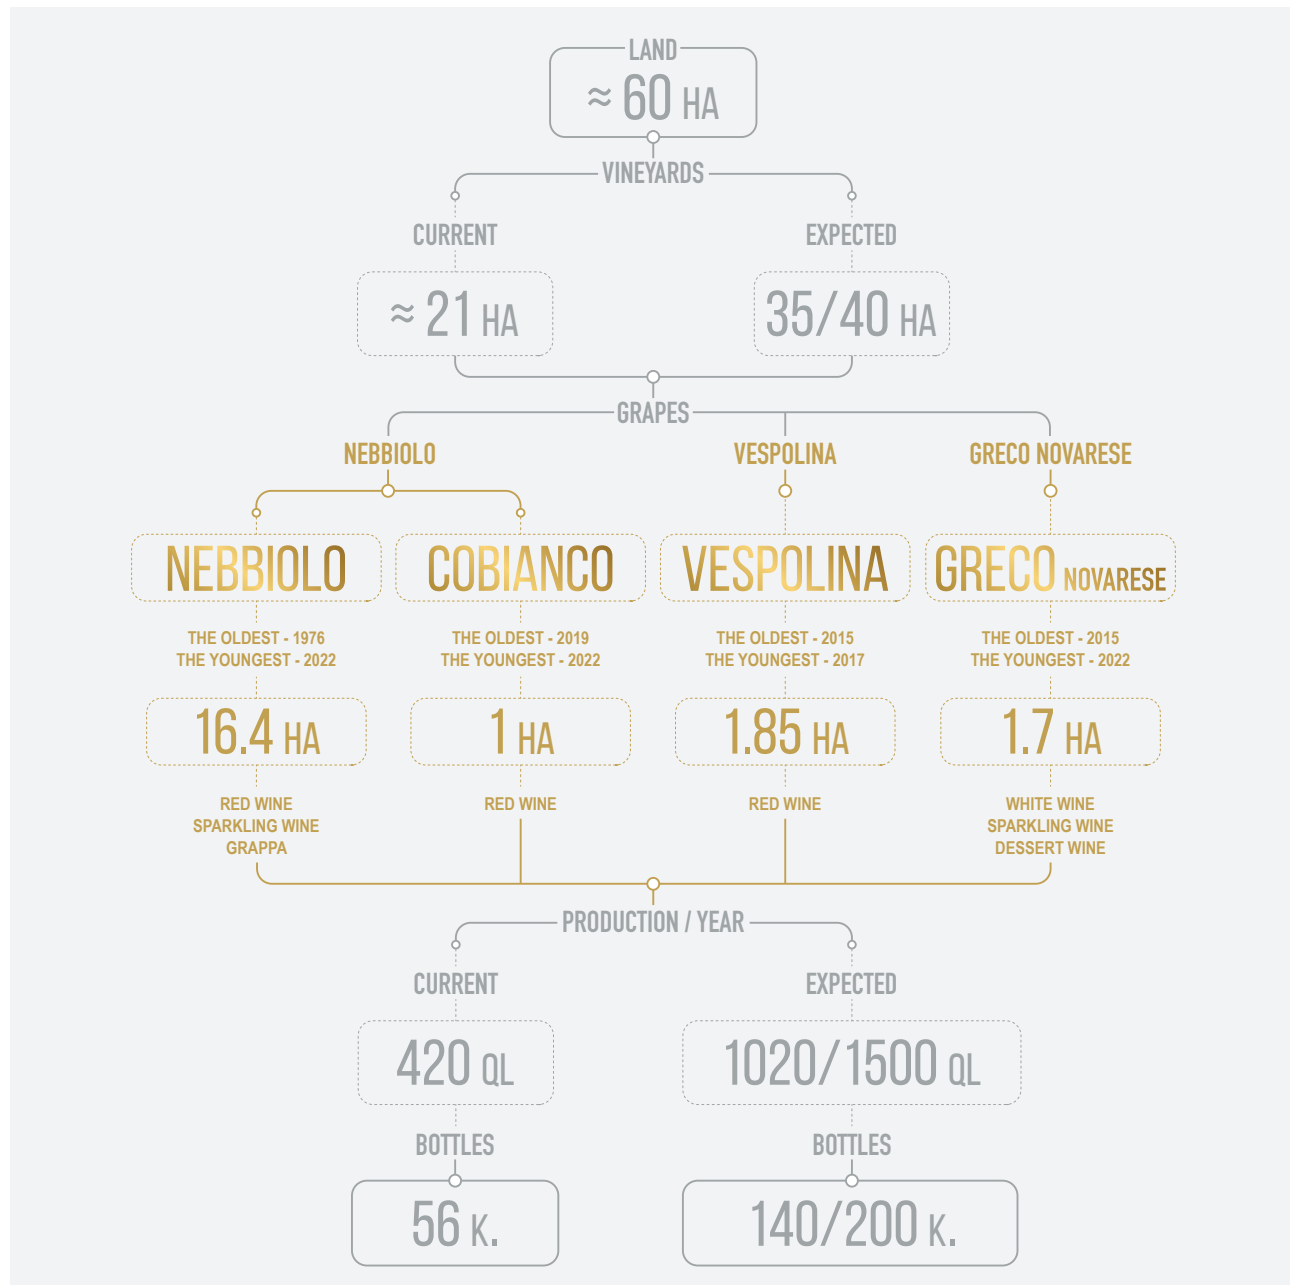 LAND
≈ 60 HA
VINEYARDS
CURRENT
≈ 21 HA
EXPECTED
35/40 HA
GRAPES
NEBBIOLO
VESPOLINA
GRECO NOVARESE
NEBBIOLO
THE OLDEST - 1976
THE YOUNGEST - 2022
16.4 HA
RED WINE
SPARKLING WINE
GRAPPA
COBIANCO
THE OLDEST - 2019
THE YOUNGEST - 2022
1 HA
RED WINE
VESPOLINA
THE OLDEST - 2015
THE YOUNGEST - 2017
1.85 HA
RED WINE
GRECO NOVARESE
THE OLDEST - 2015
THE YOUNGEST - 2022
1.7 HA
WHITE WINE
SPARKLING WINE
DESSERT WINE
PRODUCTION / YEAR
CURRENT
420 QL
BOTTLES
56 K.
EXPECTED
1020/1500 QL
BOTTLES
140/200 K.